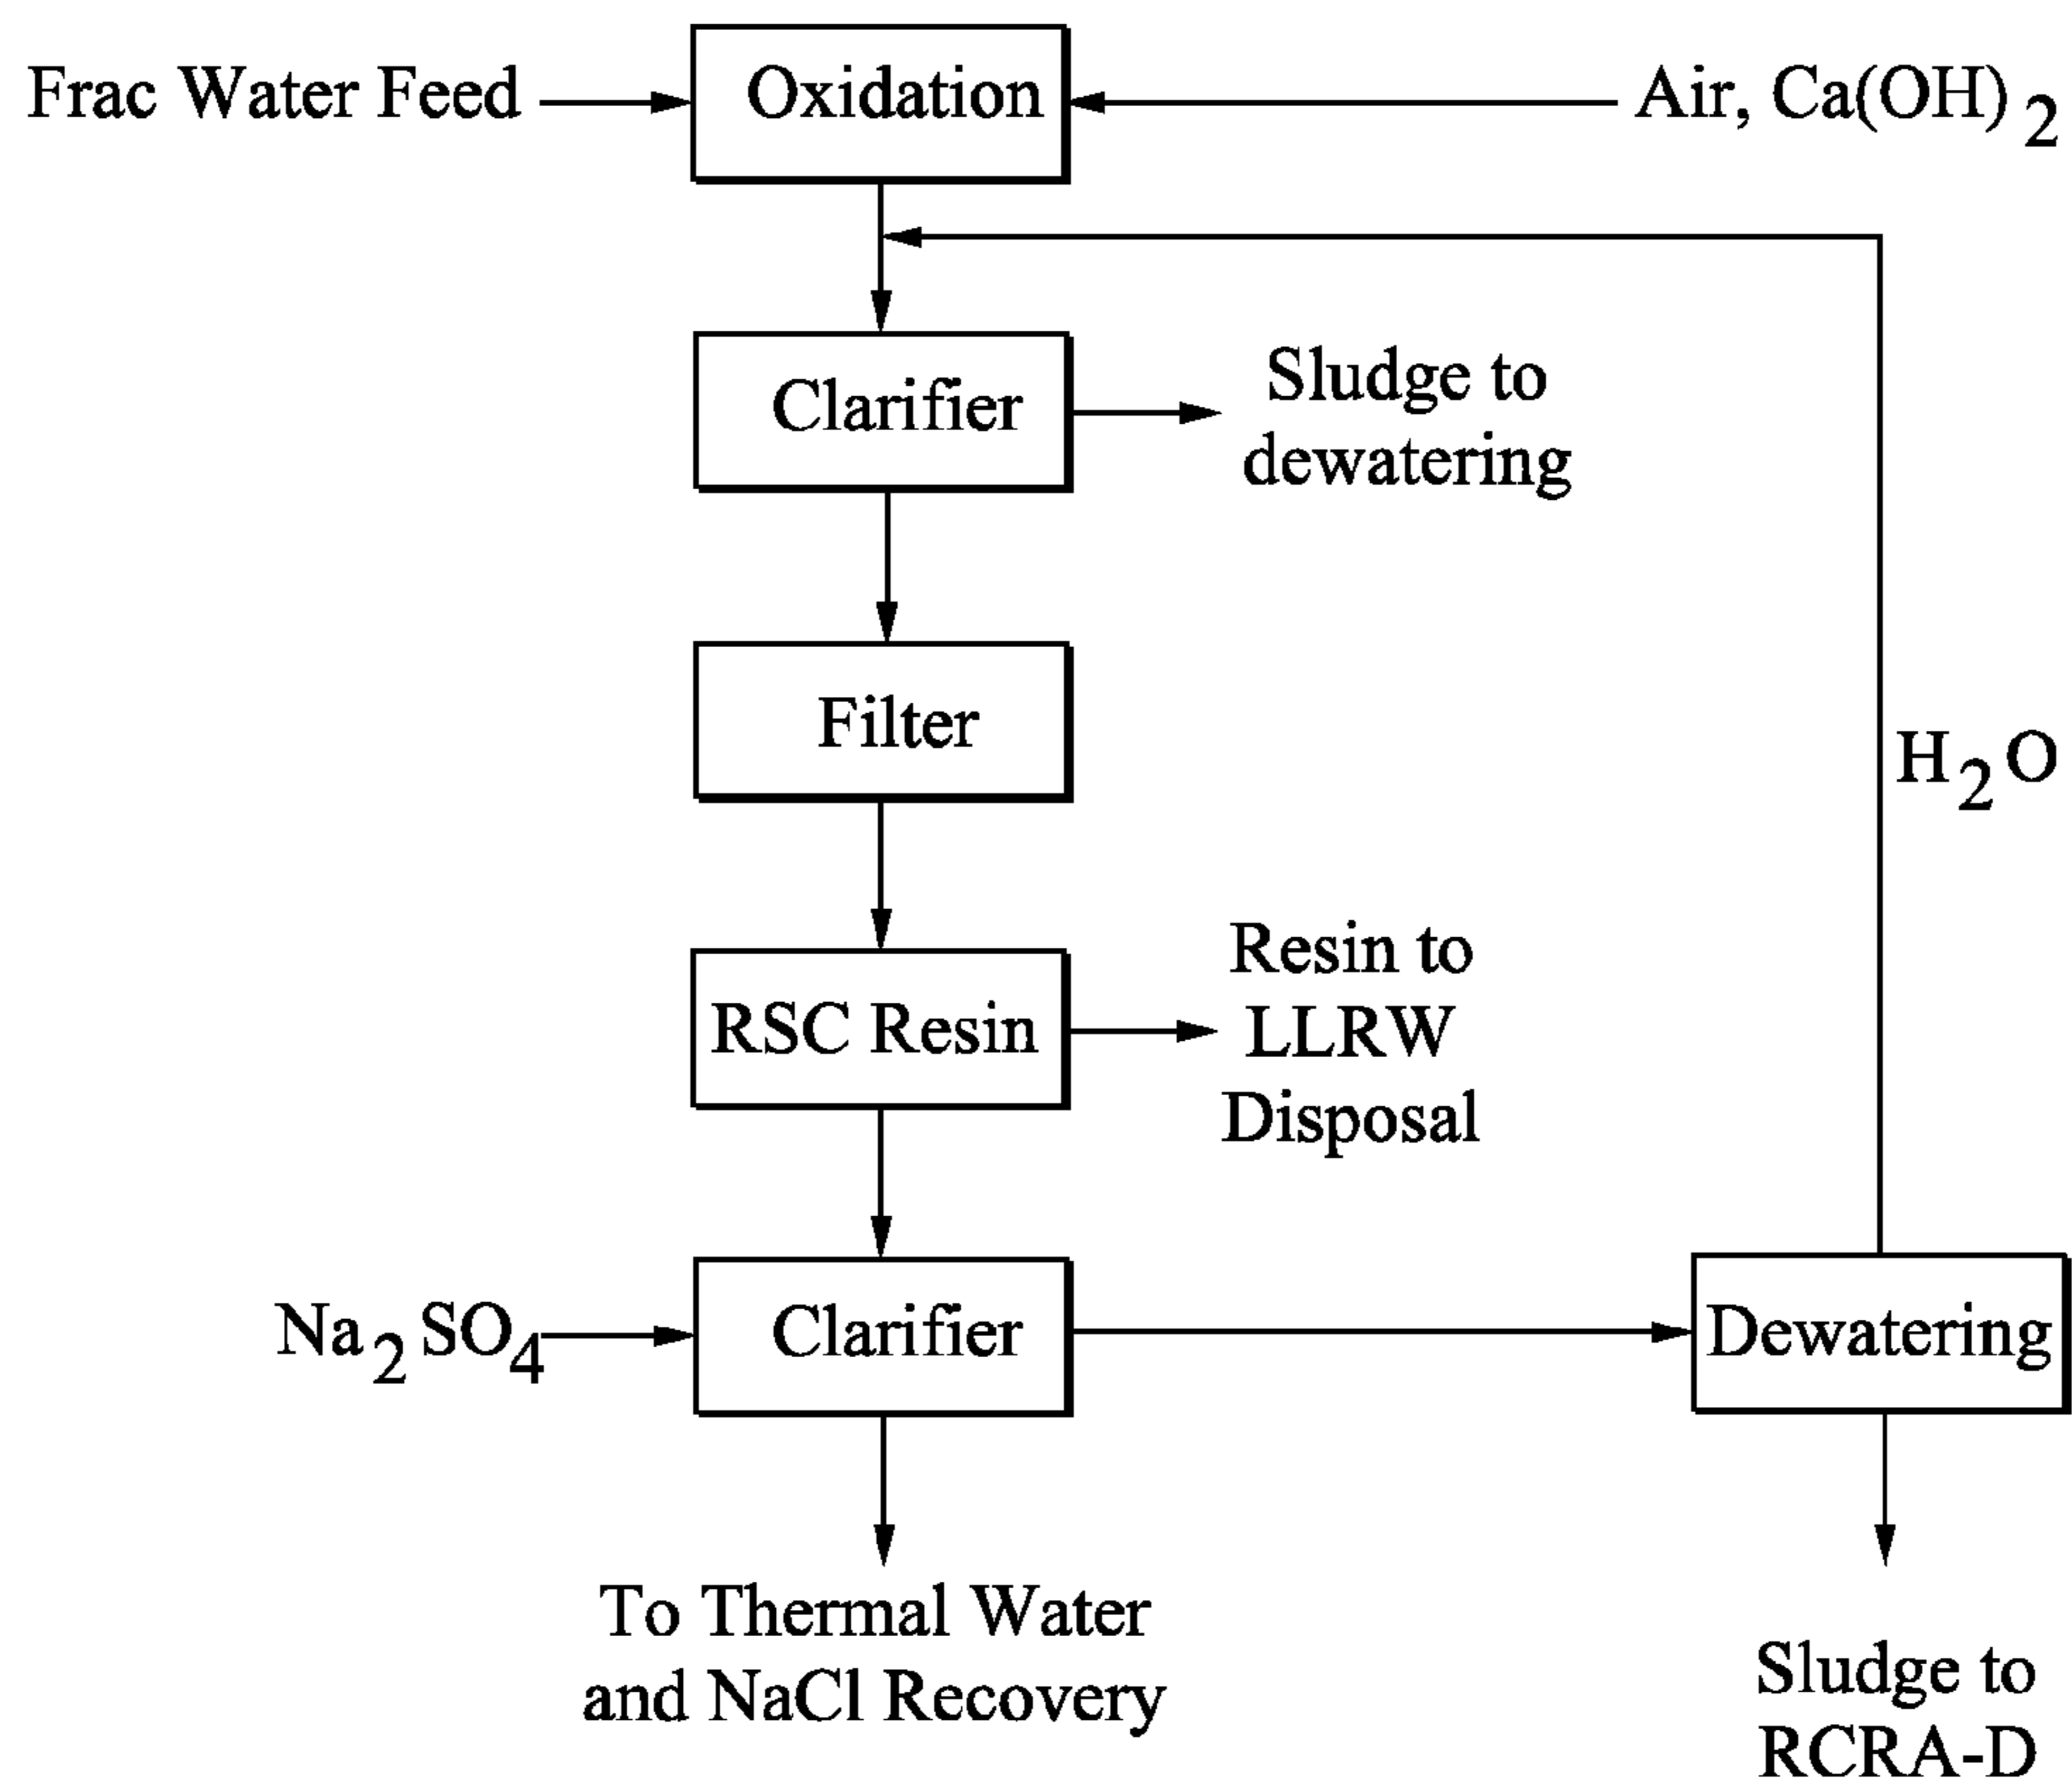 Frac Water Feed
Oxidation
Air, Ca(OH)2
Clarifier
Sludge to
dewatering
Filter
H2O
RSC Resin
Resin to
LLRW
Disposal
Na2SO4
Clarifier
Dewatering
To Thermal Water
and NaCl Recovery
Sludge to
RCRA-D